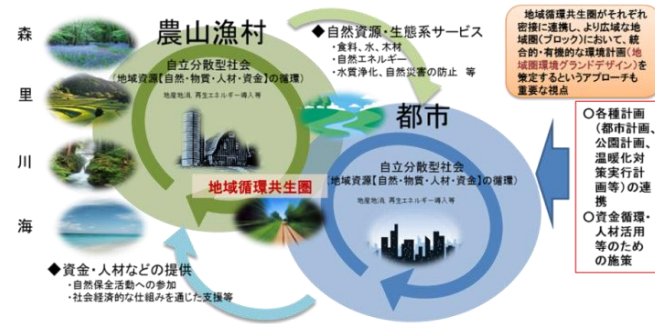 森
里
川
海
農山漁村
自立分散型社会
(地域資源【自然・物質・人材・資金】の循環)
地産地消、再生エネルギー導入等
◆自然資源・生態系サービス
・食料、水、木材
・自然エネルギー
・水質浄化、自然災害の防止 等
都市
自立分散型社会
(地域資源【自然・物質・人材・資金】の循環)
地産地消、再生エネルギー導入等
地域循環共生圏
◆資金・人材などの提供
・自然保全活動への参加
・社会経済的な仕組みを通じた支援等
地域循環共生圏がそれぞれ
密接に連携し、より広域な地
域圏(ブロック)において、統
合的・有機的な環境計画(地
域圏環境グランドデザイン)を
策定するというアプローチも
重要な視点
○各種計画
(都市計画、
公園計画、
温暖化対
策実行計
画等)の連
携
○資金循環・
人材活用
等のため
の施策